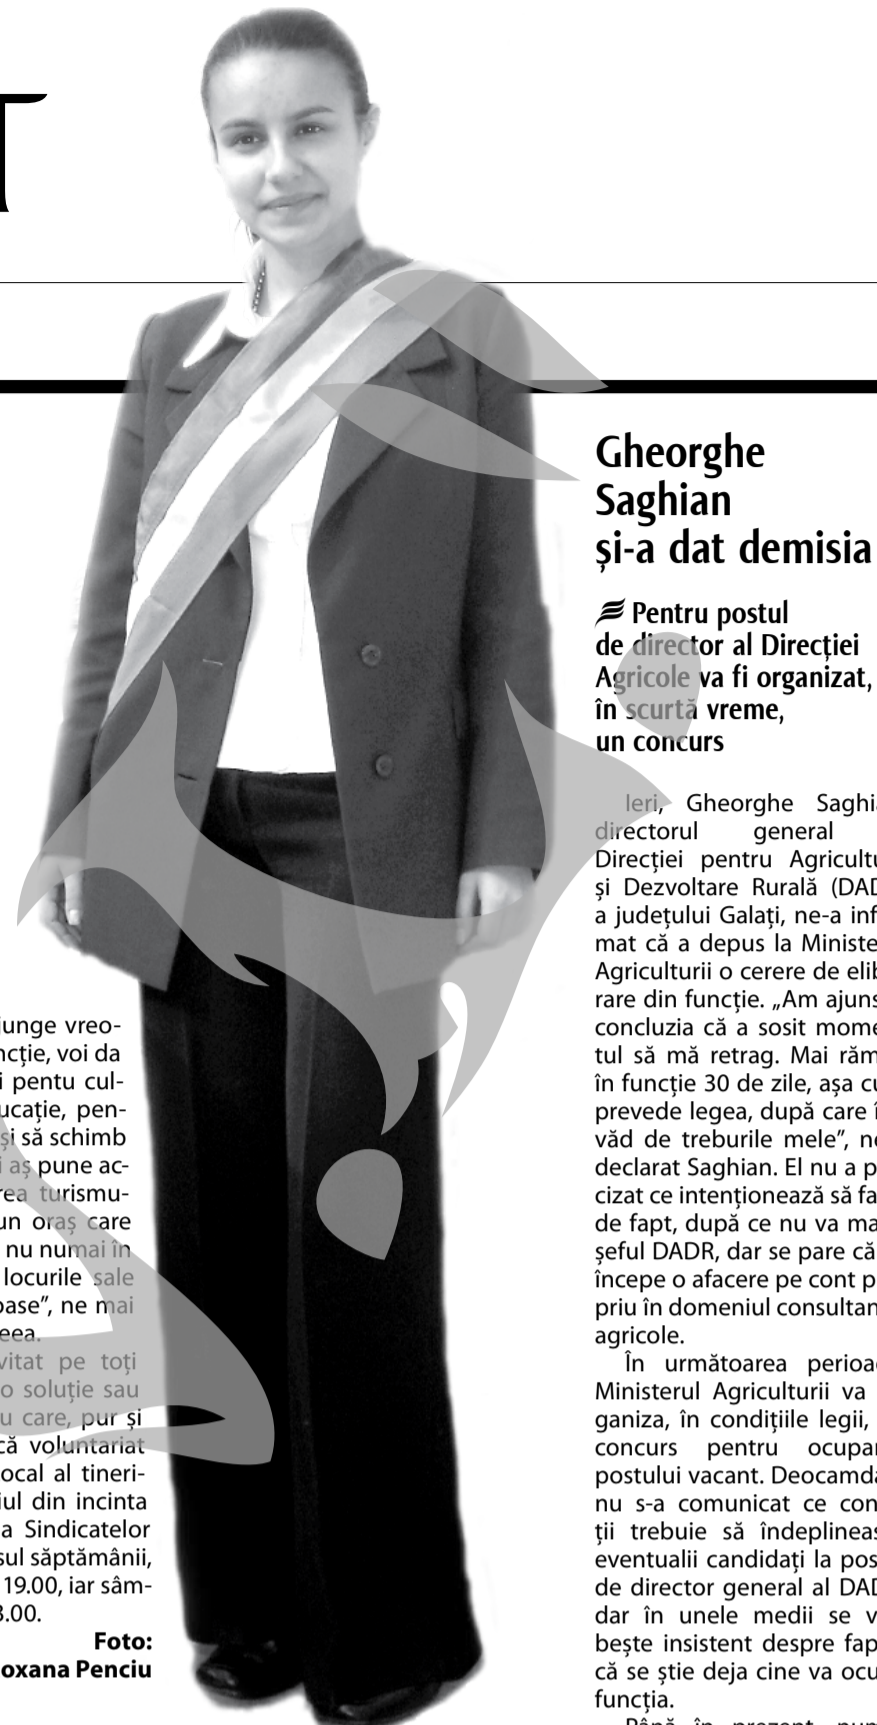 T
junge vreo-
ncție, voi da
i pentu cul-
ucație, pen-
și să schimb
i aș pune ac-
rea turismu-
un oraș care
nu numai în
locurile sale
oase”, ne mai
eea.
vitat pe toți
o soluție sau
u care, pur și
că voluntariat
ocal al tineri-
iul din incinta
a Sindicatelor
sul săptămânii,
19.00, iar sâm-
3.00.
Foto:
oxana Penciu
Gheorghe
Saghian
și-a dat demisia
Pentru postul
de director al Direcției
Agricole va fi organizat,
în scurtă vreme,
un concurs
Ieri, Gheorghe Saghia
directorul general
Direcției pentru Agricultu
și Dezvoltare Rurală (DAD
a județului Galați, ne-a inf
mat că a depus la Ministe
Agriculturii o cerere de elib
rare din funcție. „Am ajuns
concluzia că a sosit mome
tul să mă retrag. Mai răm
în funcție 30 de zile, așa cu
prevede legea, după care î
văd de treburile mele”, ne
declarat Saghian. El nu a p
cizat ce intenționează să fa
de fapt, după ce nu va ma
șeful DADR, dar se pare că
începe o afacere pe cont p
priu în domeniul consultan
agricole.
În următoarea perioad
Ministerul Agriculturii va
ganiza, în condițiile legii,
concurs pentru ocupar
postului vacant. Deocamda
nu s-a comunicat ce con
ții trebuie să îndeplineas
eventualii candidați la pos
de director general al DAD
dar în unele medii se v
bește insistent despre fap
că se știe deja cine va ocu
funcția.
Până în prezent, num